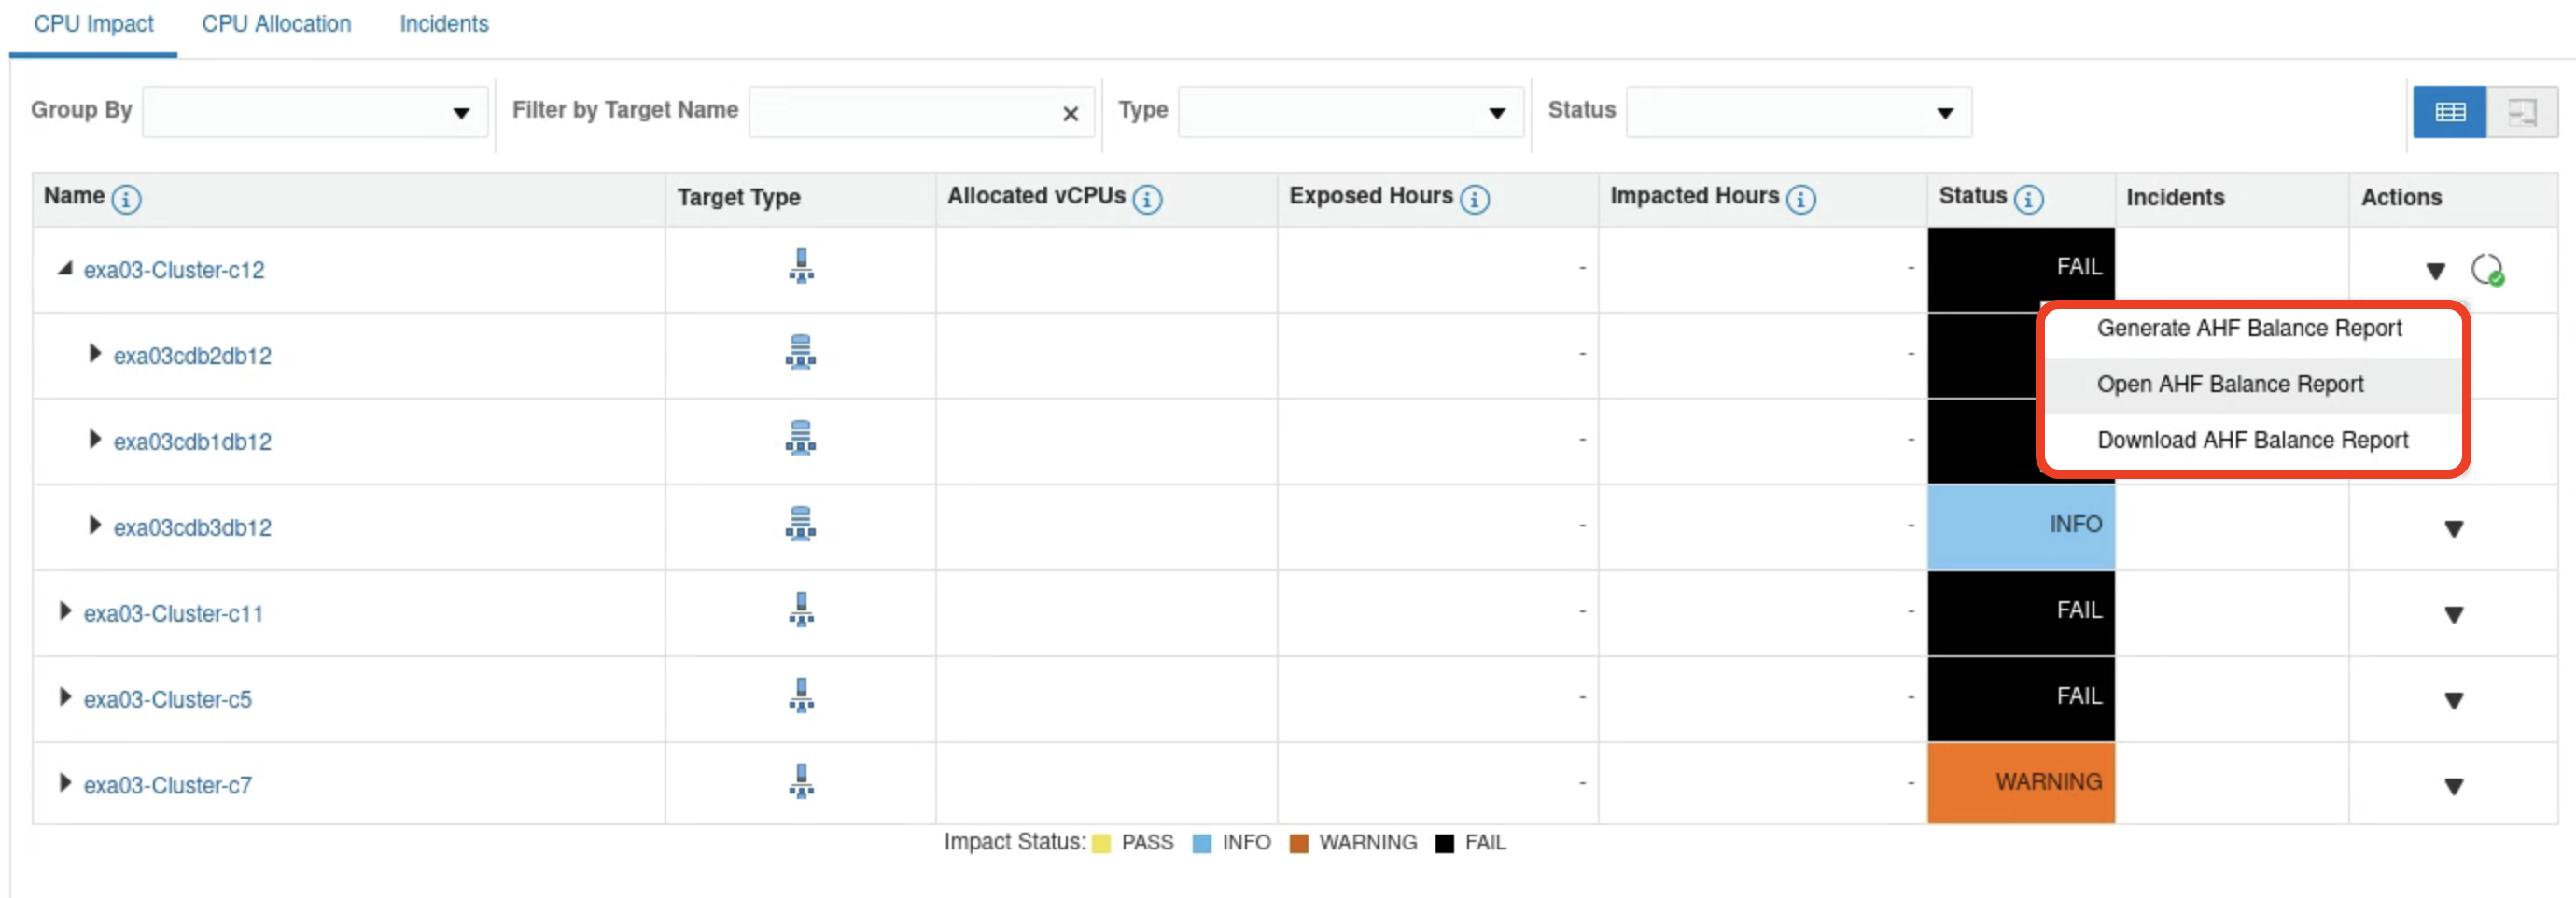 CPU Impact CPU Allocation Incidents
Group By Filter by Target Name × Type Status
Name i Target Type Allocated vCPUs i Exposed Hours i Impacted Hours i Status i Incidents Actions
exa03-Cluster-c12 - - FAIL
Generate AHF Balance Report
exa03cdb2db12 - -
Open AHF Balance Report
exa03cdb1db12 - -
Download AHF Balance Report
exa03cdb3db12 - - INFO
exa03-Cluster-c11 - - FAIL
exa03-Cluster-c5 - - FAIL
exa03-Cluster-c7 - - WARNING
Impact Status: PASS INFO WARNING FAIL